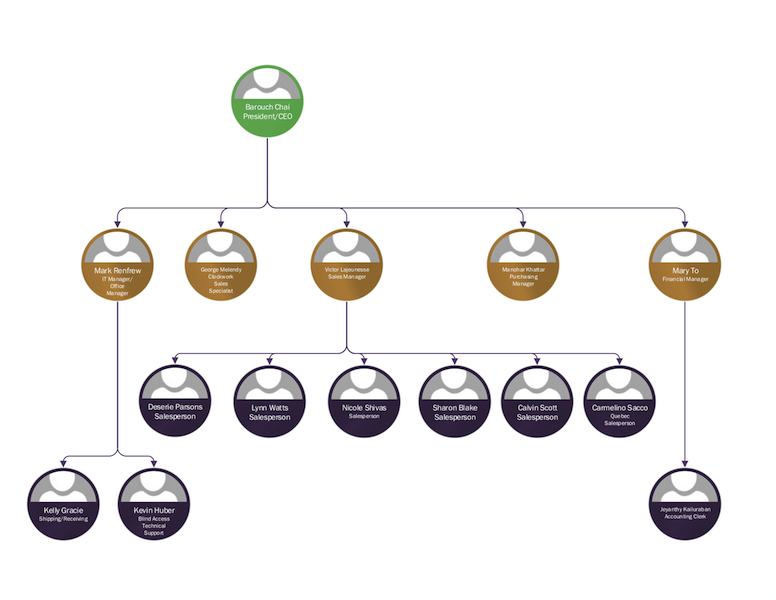 Barouch Chai
President/CEO
Mark Renfrew
IT Manager/
Office
Manager
George Melendy
Clockwork
Sales
Specialist
Victor Lajeunesse
Sales Manager
Manohar Khattar
Purchasing
Manager
Mary To
Financial Manager
Deserie Parsons
Salesperson
Lynn Watts
Salesperson
Nicole Shivas
Salesperson
Sharon Blake
Salesperson
Calvin Scott
Salesperson
Carmelino Sacco
Quebec
Salesperson
Kelly Gracie
Shipping/Receiving
Kevin Huber
Blind Access
Technical
Support
Jeyanthy Kailuraban
Accounting Clerk